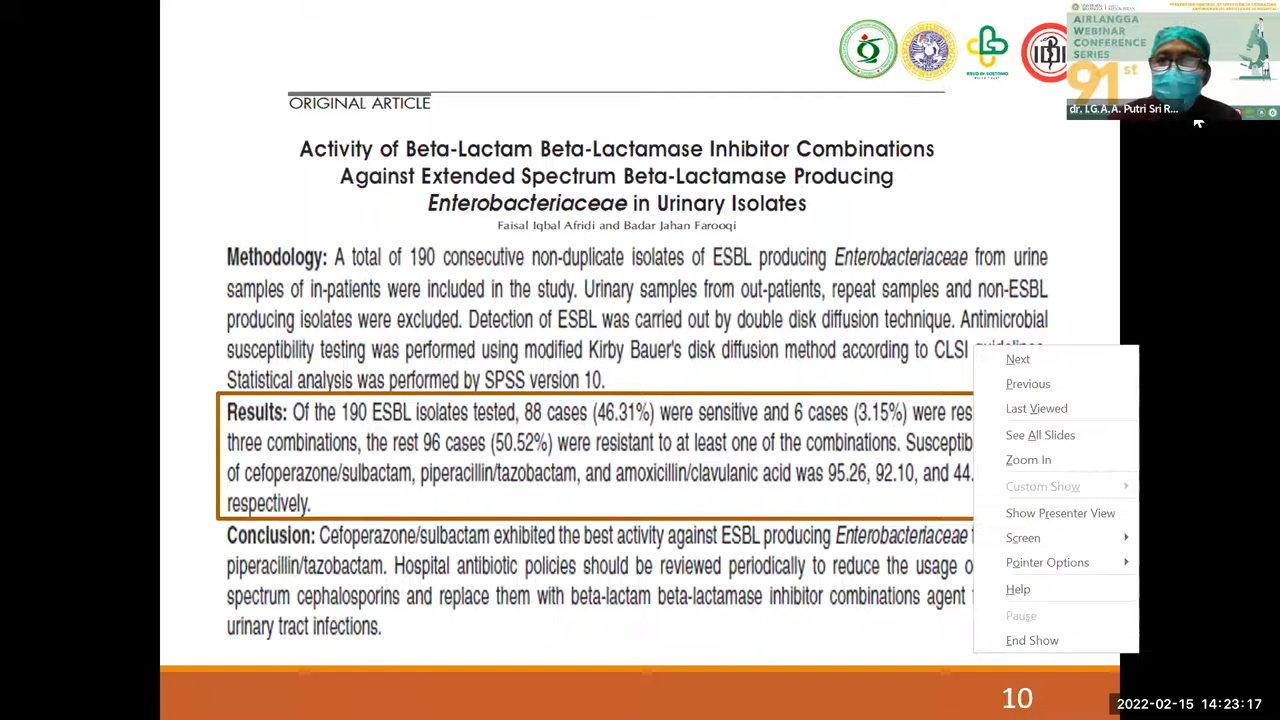 AIRLANGGA
WEBINAR
CONFERENCE
SERIES
91st
dr. I.G.A.A. Putri Sri R...
ORIGINAL ARTICLE
Activity of Beta-Lactam Beta-Lactamase Inhibitor Combinations
Against Extended Spectrum Beta-Lactamase Producing
Enterobacteriaceae in Urinary Isolates
Faisal Iqbal Afridi and Badar Jahan Farooqi
Methodology: A total of 190 consecutive non-duplicate isolates of ESBL producing Enterobacteriaceae from urine
samples of in-patients were included in the study. Urinary samples from out-patients, repeat samples and non-ESBL
producing isolates were excluded. Detection of ESBL was carried out by double disk diffusion technique. Antimicrobial
susceptibility testing was performed using modified Kirby Bauer's disk diffusion method according to CLSI
Statistical analysis was performed by SPSS version 10.
Results: Of the 190 ESBL isolates tested, 88 cases (46.31%) were sensitive and 6 cases (3.15%) were res
three combinations, the rest 96 cases (50.52%) were resistant to at least one of the combinations. Susceptib
of cefoperazone/sulbactam, piperacillin/tazobactam, and amoxicillin/clavulanic acid was 95.26, 92.10, and 44.
respectively.
Conclusion: Cefoperazone/sulbactam exhibited the best activity against ESBL producing Enterobacteriaceae
piperacillin/tazobactam. Hospital antibiotic policies should be reviewed periodically to reduce the usage o
spectrum cephalosporins and replace them with beta-lactam beta-lactamase inhibitor combinations agent
urinary tract infections.
Next
Previous
Last Viewed
See All Slides
Zoom In
Custom Show
Show Presenter View
Screen
Pointer Options
Help
Pause
End Show
10
2022-02-15 14:23:17